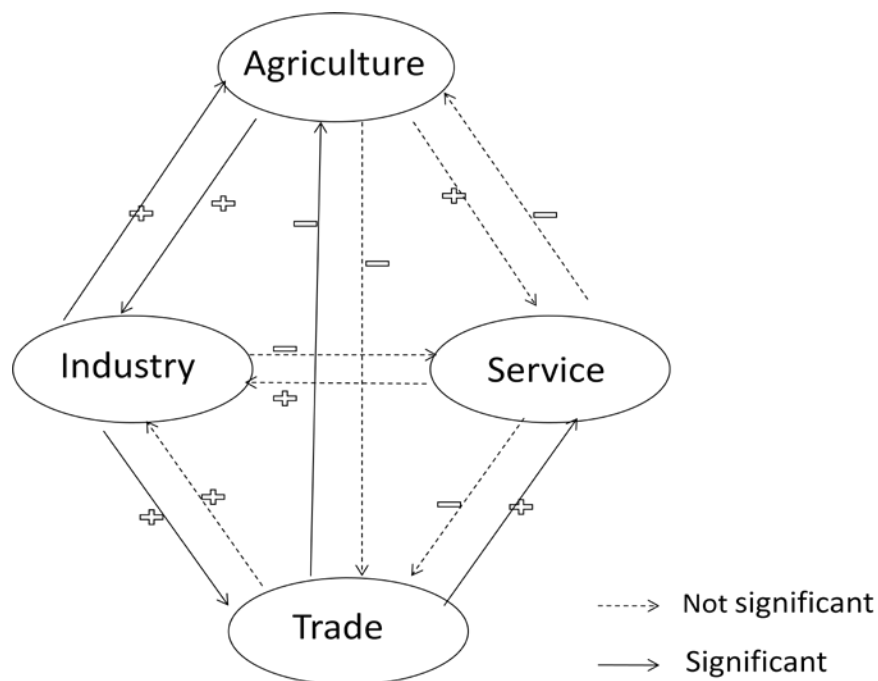 Agriculture
+
+
−
−
+
−
Industry
−
+
Service
+
+
−
+
Trade
Not significant
Significant